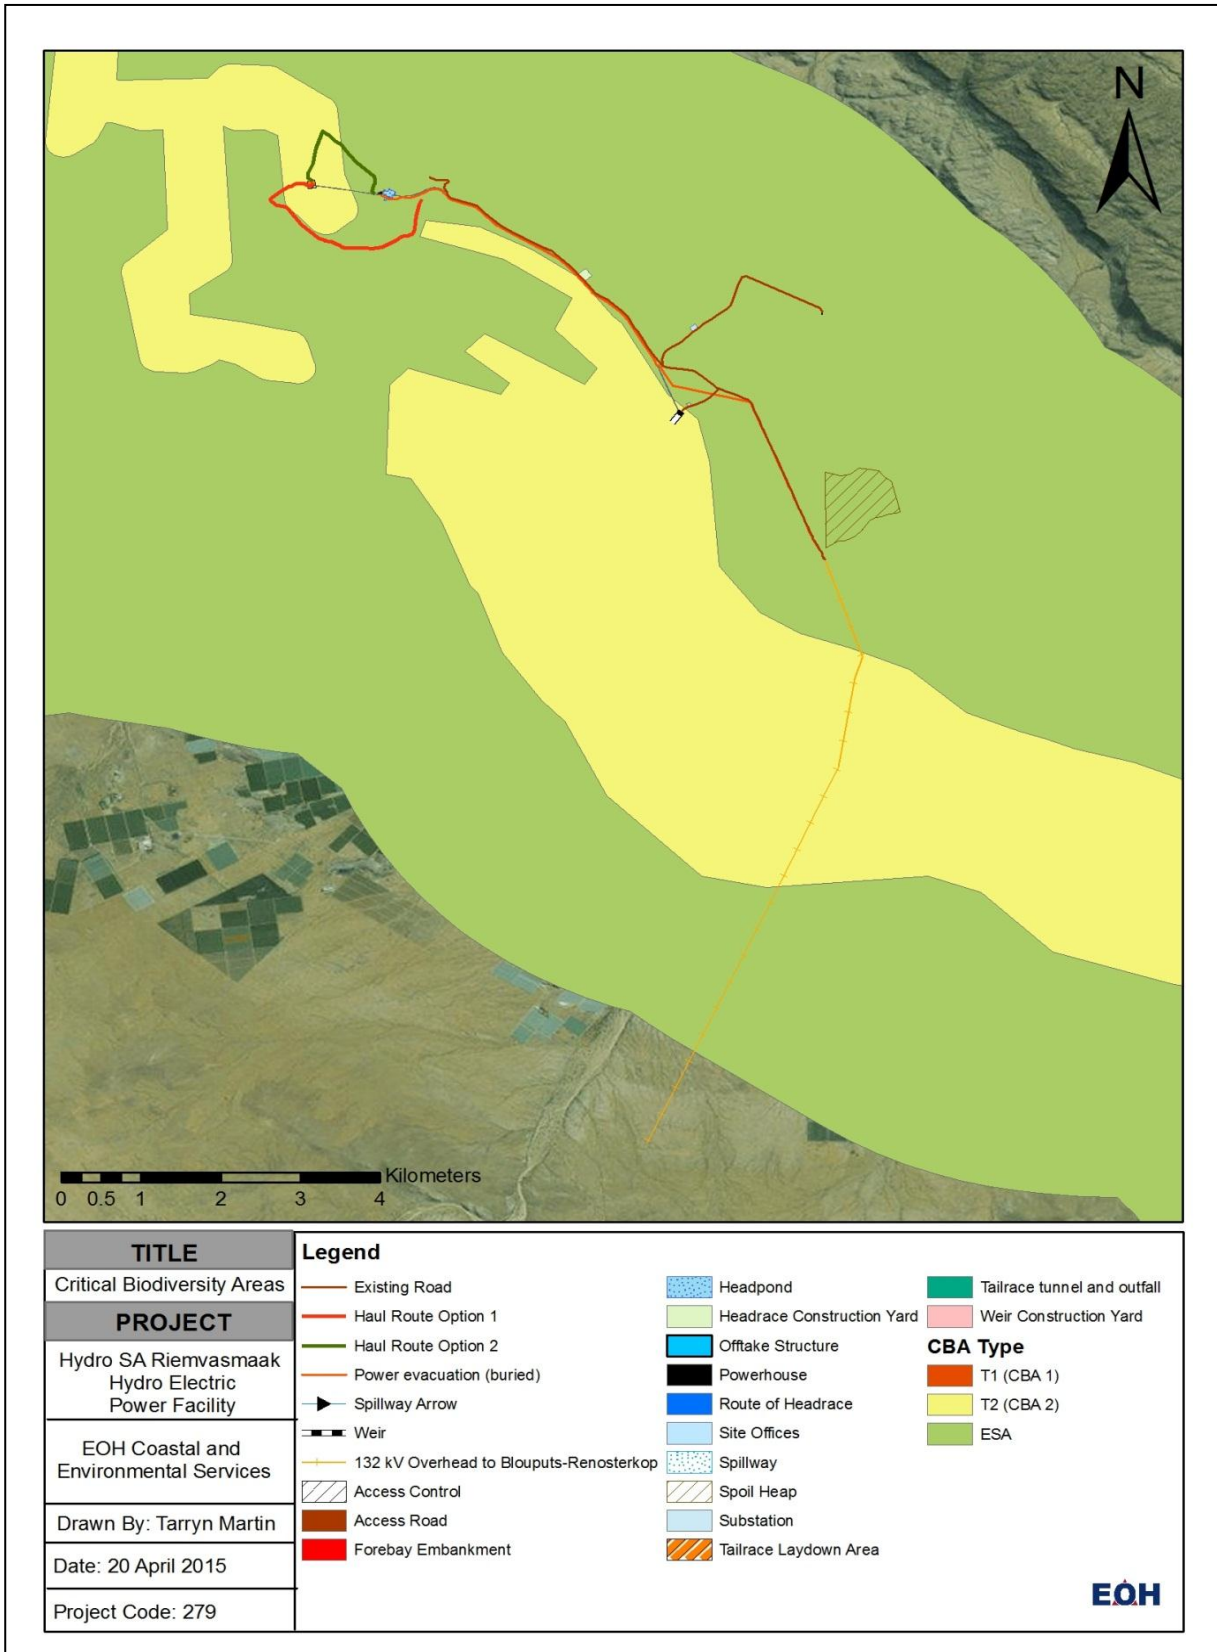 N
Kilometers
0 0.5 1 2 3 4
TITLE
Critical Biodiversity Areas
PROJECT
Hydro SA Riemvasmaak
Hydro Electric
Power Facility
EOH Coastal and
Environmental Services
Drawn By: Tarryn Martin
Date: 20 April 2015
Project Code: 279
Legend
Existing Road
Haul Route Option 1
Haul Route Option 2
Power evacuation (buried)
Spillway Arrow
Weir
132 kV Overhead to Blouputs-Renosterkop
Access Control
Access Road
Forebay Embankment
Headpond
Headrace Construction Yard
Offtake Structure
Powerhouse
Route of Headrace
Site Offices
Spillway
Spoil Heap
Substation
Tailrace Laydown Area
Tailrace tunnel and outfall
Weir Construction Yard
CBA Type
T1 (CBA 1)
T2 (CBA 2)
ESA
EOH